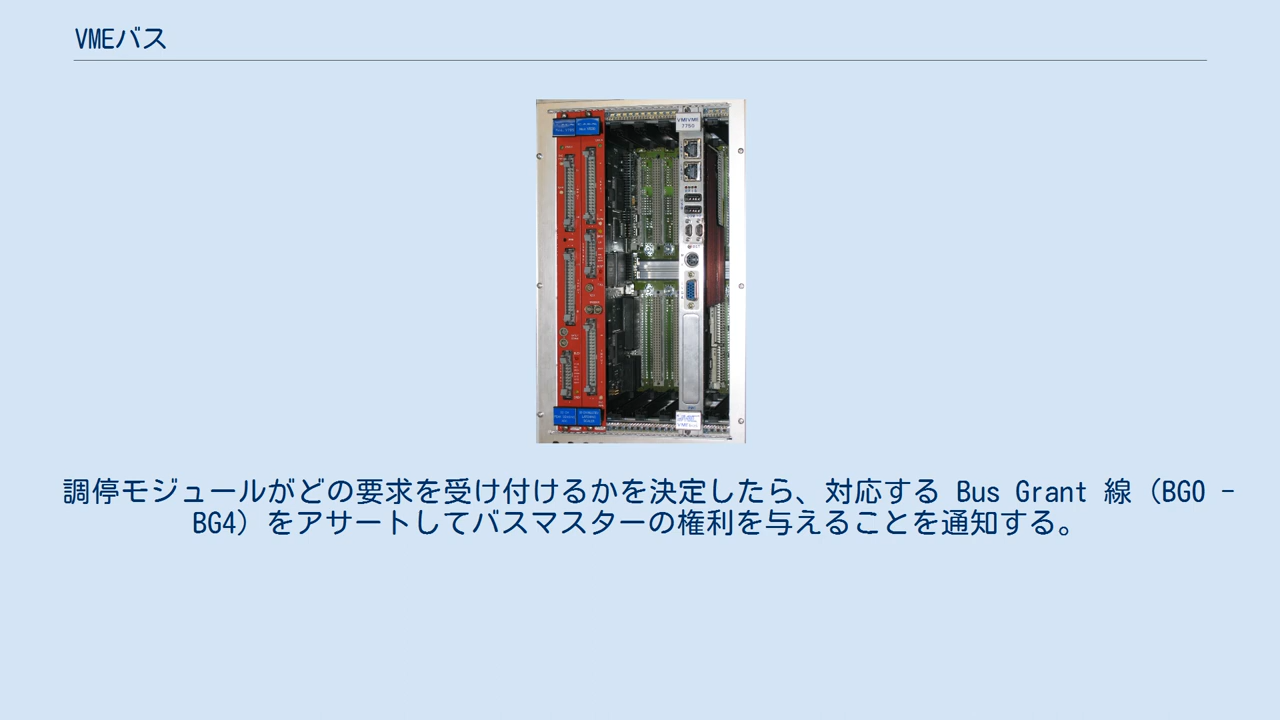 VMEバス
VMIVME
7750
調停モジュールがどの要求を受け付けるかを決定したら、対応する Bus Grant 線（BG0 -
BG4）をアサートしてバスマスターの権利を与えることを通知する。